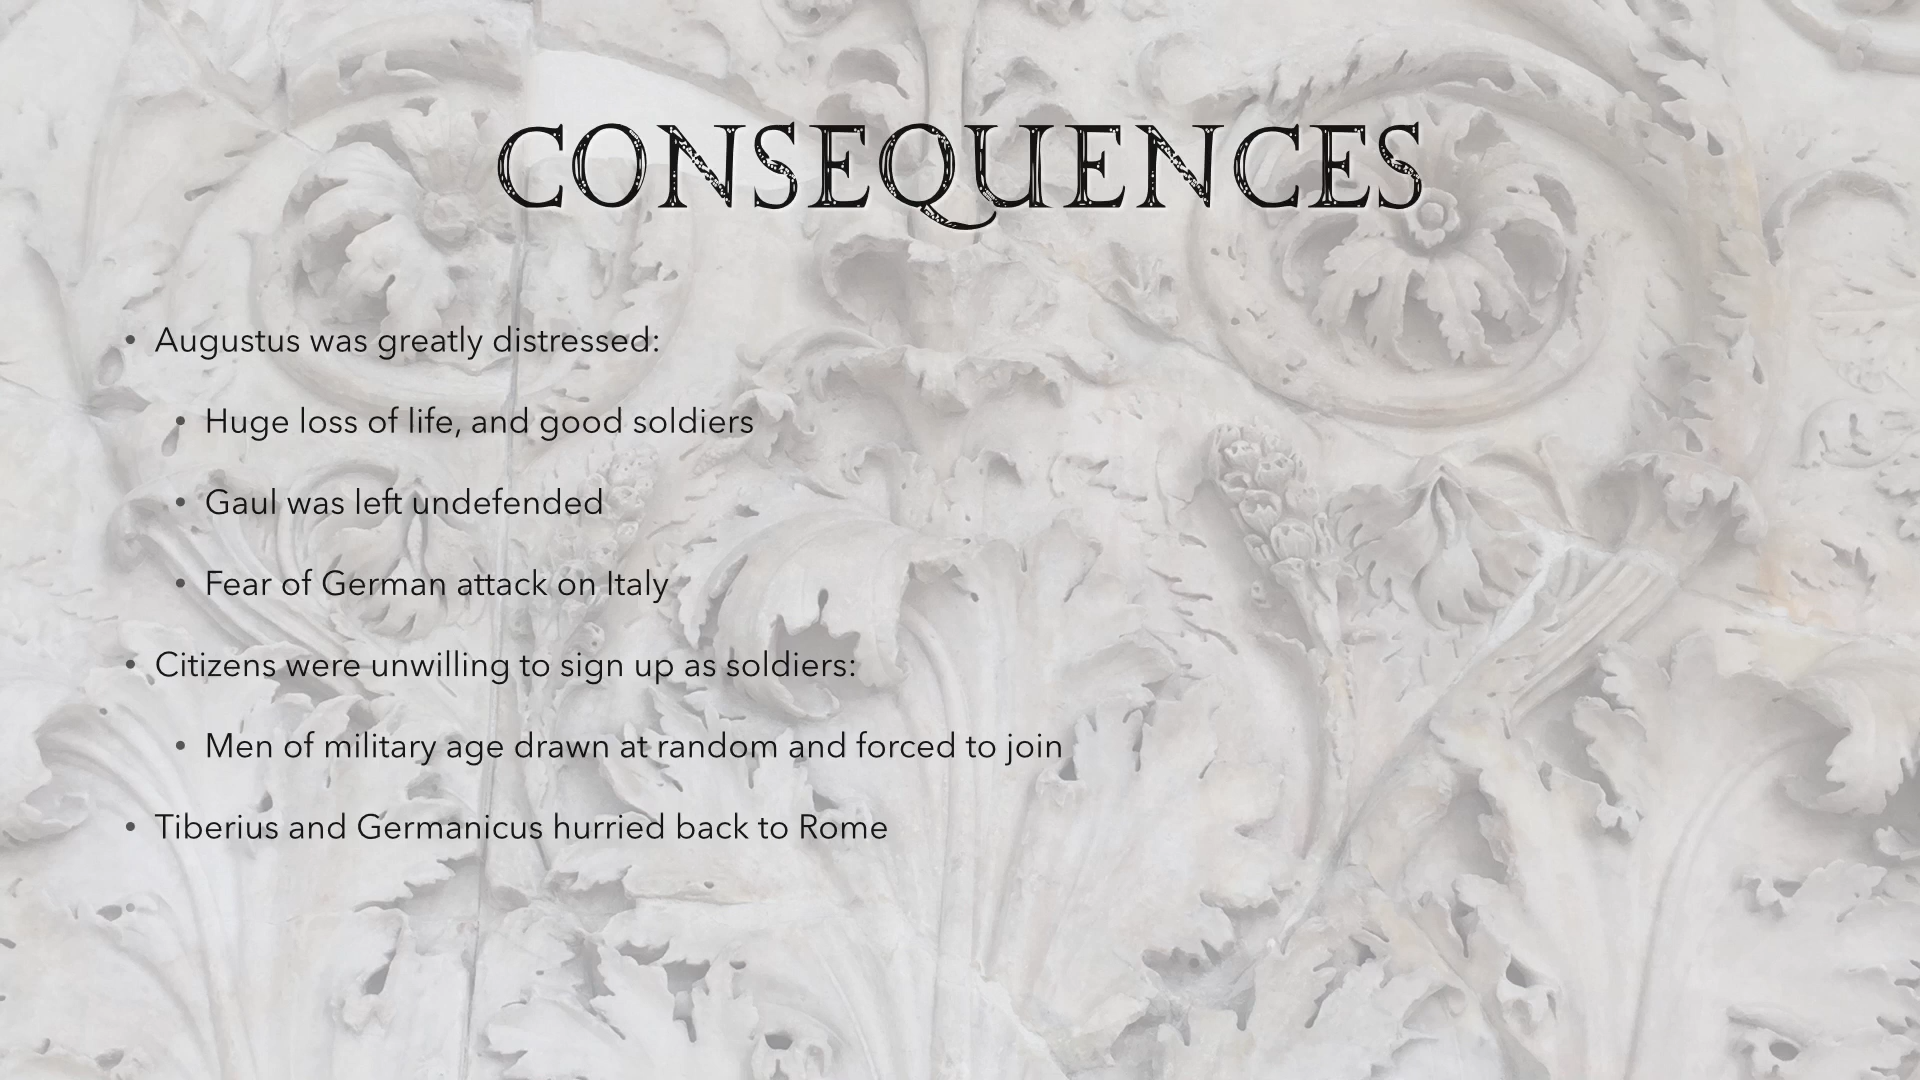 CONSEQUENCES
• Augustus was greatly distressed:
• Huge loss of life, and good soldiers
• Gaul was left undefended
• Fear of German attack on Italy
• Citizens were unwilling to sign up as soldiers:
• Men of military age drawn at random and forced to join
• Tiberius and Germanicus hurried back to Rome